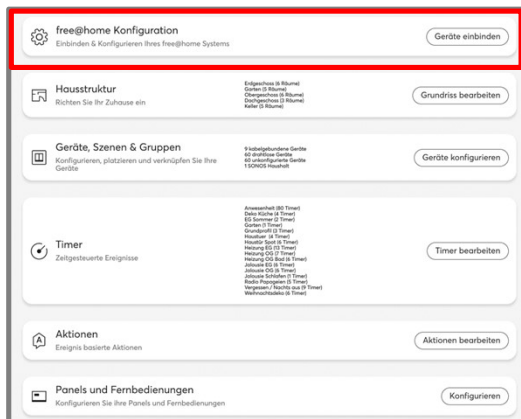 free@home Konfiguration
Einbinden & Konfigurieren Ihres free@home Systems
Geräte einbinden
Hausstruktur
Richten Sie Ihr Zuhause ein
Erdgeschoss (6 Räume)
Garten (5 Räume)
Obergeschoss (6 Räume)
Dachgeschoss (3 Räume)
Keller (5 Räume)
Grundriss bearbeiten
Geräte, Szenen & Gruppen
Konfigurieren, platzieren und verknüpfen Sie Ihre
Geräte
9 kabelgebundene Geräte
60 drahtlose Geräte
60 unkonfigurierte Geräte
1 SONOS Haushalt
Geräte konfigurieren
Timer
Zeitgesteuerte Ereignisse
Anwesenheit (80 Timer)
Deko Küche (4 Timer)
EG Sommer (2 Timer)
Garten (1 Timer)
Grundprofil (3 Timer)
Haustuer (4 Timer)
Haustür Spot (6 Timer)
Heizung EG (13 Timer)
Heizung OG (7 Timer)
Heizung OG Bad (6 Timer)
Jalousie EG (6 Timer)
Jalousie OG (6 Timer)
Jalousie Schlafen (1 Timer)
Radio Papageien (5 Timer)
Vergessen / Nachts aus (9 Timer)
Weihnachtsdeko (6 Timer)
Timer bearbeiten
Aktionen
Ereignis basierte Aktionen
Aktionen bearbeiten
Panels und Fernbedienungen
Konfigurieren Sie ihre Panels und Fernbedienungen
Konfigurieren